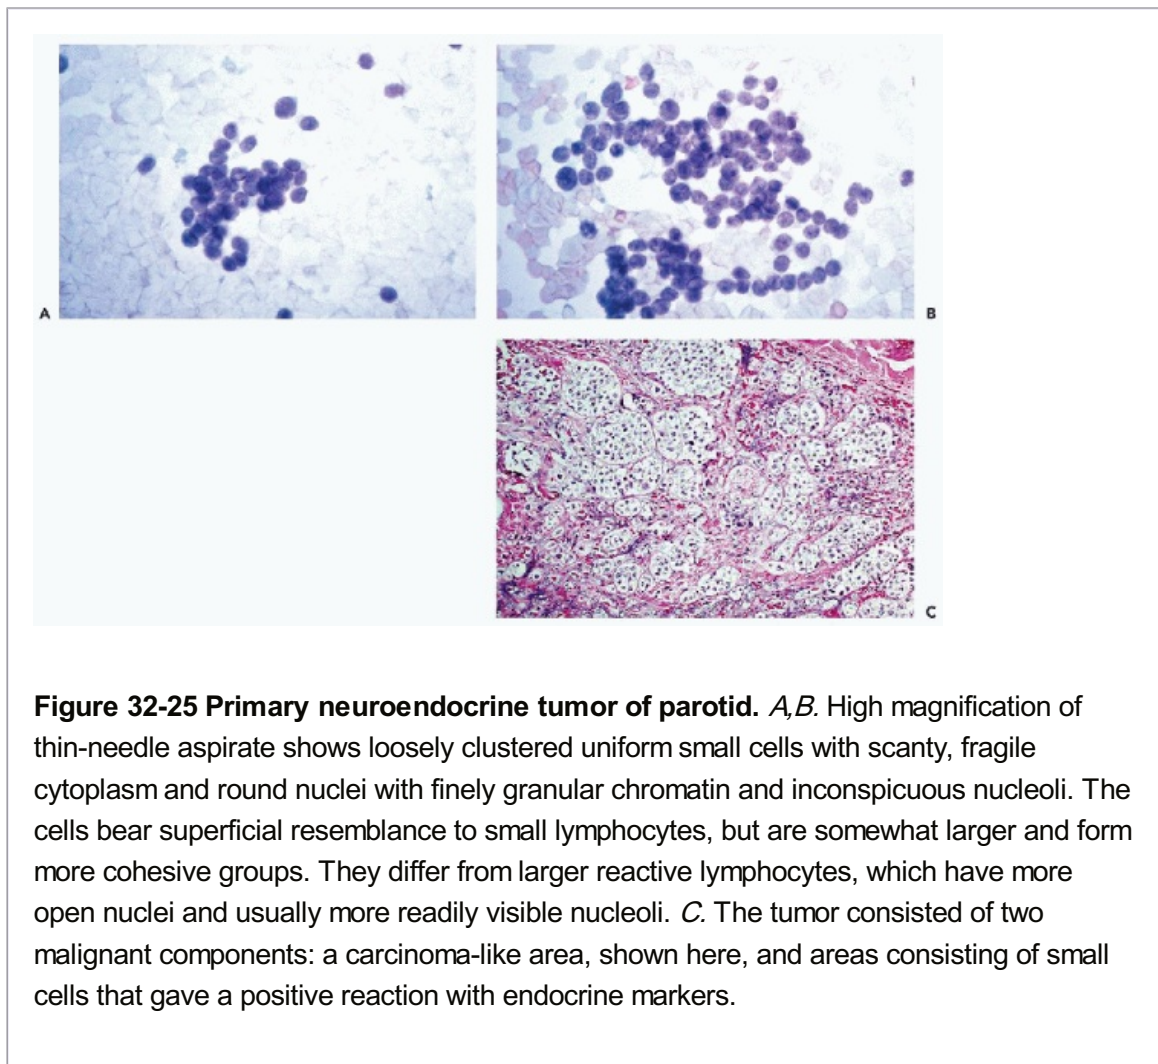 A
B
C
Figure 32-25 Primary neuroendocrine tumor of parotid. A,B. High magnification of
thin-needle aspirate shows loosely clustered uniform small cells with scanty, fragile
cytoplasm and round nuclei with finely granular chromatin and inconspicuous nucleoli. The
cells bear superficial resemblance to small lymphocytes, but are somewhat larger and form
more cohesive groups. They differ from larger reactive lymphocytes, which have more
open nuclei and usually more readily visible nucleoli. C. The tumor consisted of two
malignant components: a carcinoma-like area, shown here, and areas consisting of small
cells that gave a positive reaction with endocrine markers.